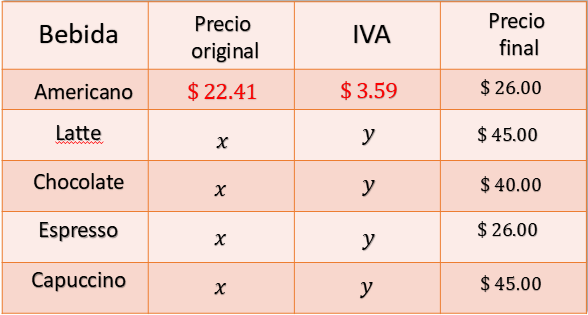 Bebida Precio original IVA Precio final
Americano $ 22.41 $ 3.59 $ 26.00
Latte x y $ 45.00
Chocolate x y $ 40.00
Espresso x y $ 26.00
Capuccino x y $ 45.00